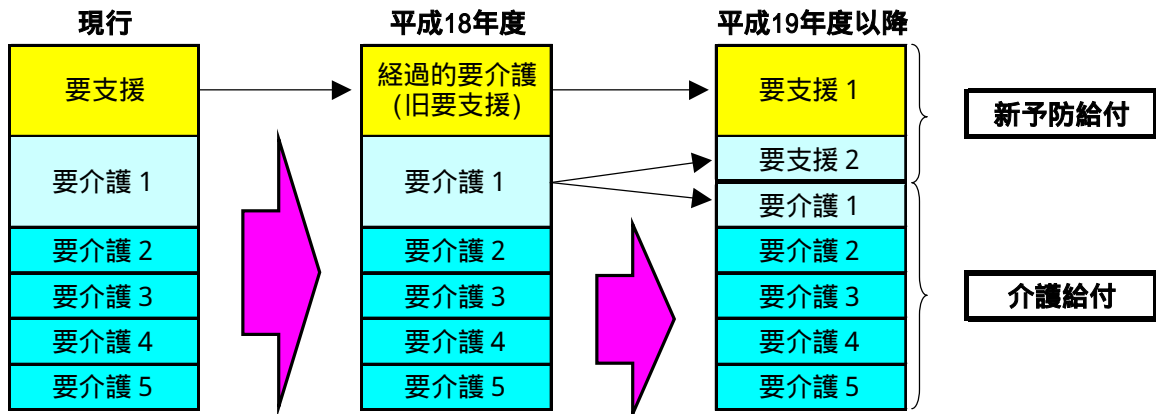 現行
平成18年度
平成19年度以降
要支援
経過的要介護
(旧要支援)
要支援1
新予防給付
要介護1
要介護1
要支援2
要介護1
要介護2
要介護2
要介護2
要介護3
要介護3
要介護3
介護給付
要介護4
要介護4
要介護4
要介護5
要介護5
要介護5